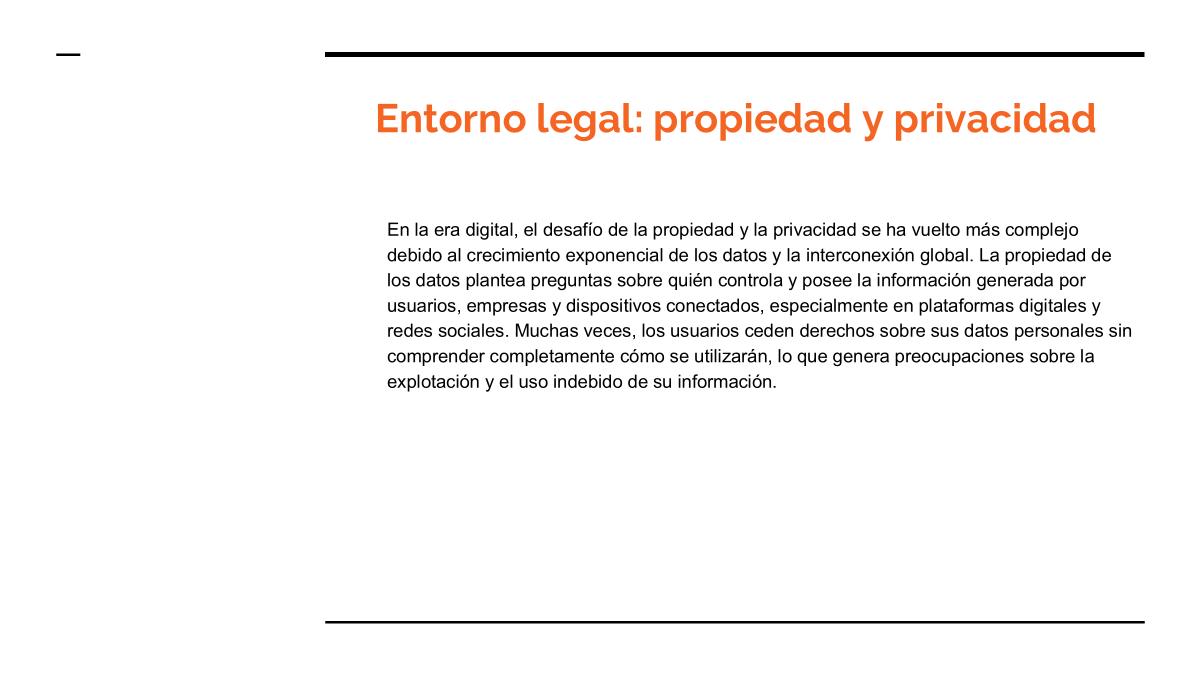 Entorno legal: propiedad y privacidad
En la era digital, el desafío de la propiedad y la privacidad se ha vuelto más complejo
debido al crecimiento exponencial de los datos y la interconexión global. La propiedad de
los datos plantea preguntas sobre quién controla y posee la información generada por
usuarios, empresas y dispositivos conectados, especialmente en plataformas digitales y
redes sociales. Muchas veces, los usuarios ceden derechos sobre sus datos personales sin
comprender completamente cómo se utilizarán, lo que genera preocupaciones sobre la
explotación y el uso indebido de su información.